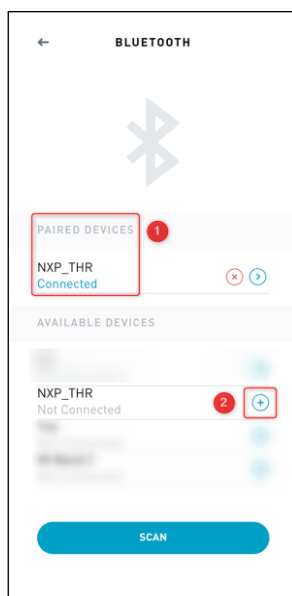 BLUETOOTH
PAIRED DEVICES
1
NXP_THR
Connected
AVAILABLE DEVICES
NXP_THR
Not Connected
2
SCAN